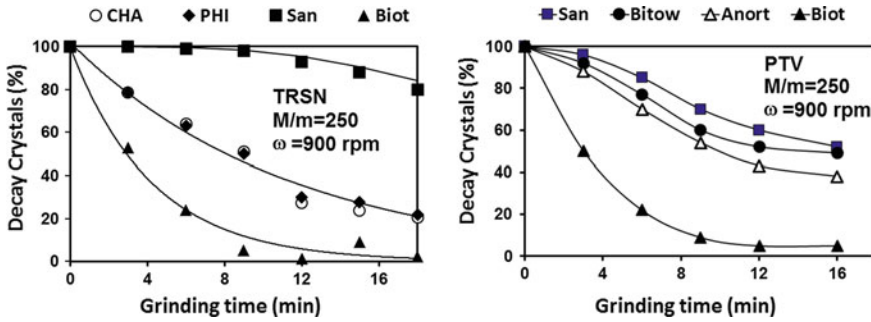 CHA PHI San Biot
100
80
60
40
20
0
Decay Crystals (%)
TRSN
M/m=250
ω =900 rpm
0 4 8 12 16
Grinding time (min)
San Bitow Anort Biot
100
80
60
40
20
0
Decay Crystals (%)
PTV
M/m=250
ω =900 rpm
0 4 8 12 16
Grinding time (min)